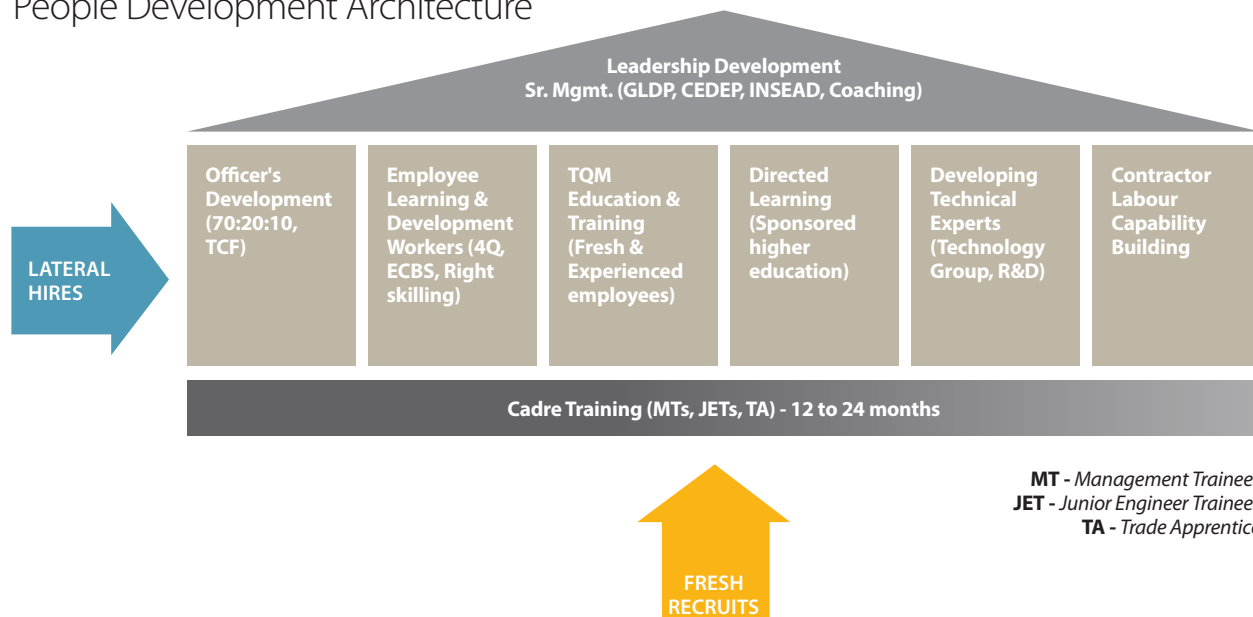 People Development Architecture
Leadership Development
Sr. Mgmt. (GLDP, CEDEP, INSEAD, Coaching)
LATERAL
HIRES
Officer's
Development
(70:20:10,
TCF)
Employee
Learning &
Development
Workers (4Q,
ECBS, Right
skilling)
TQM
Education &
Training
(Fresh &
Experienced
employees)
Directed
Learning
(Sponsored
higher
education)
Developing
Technical
Experts
(Technology
Group, R&D)
Contractor
Labour
Capability
Building
Cadre Training (MTs, JETs, TA) - 12 to 24 months
MT - Management Trainee
JET - Junior Engineer Trainee
TA - Trade Apprentice
FRESH
RECRUITS